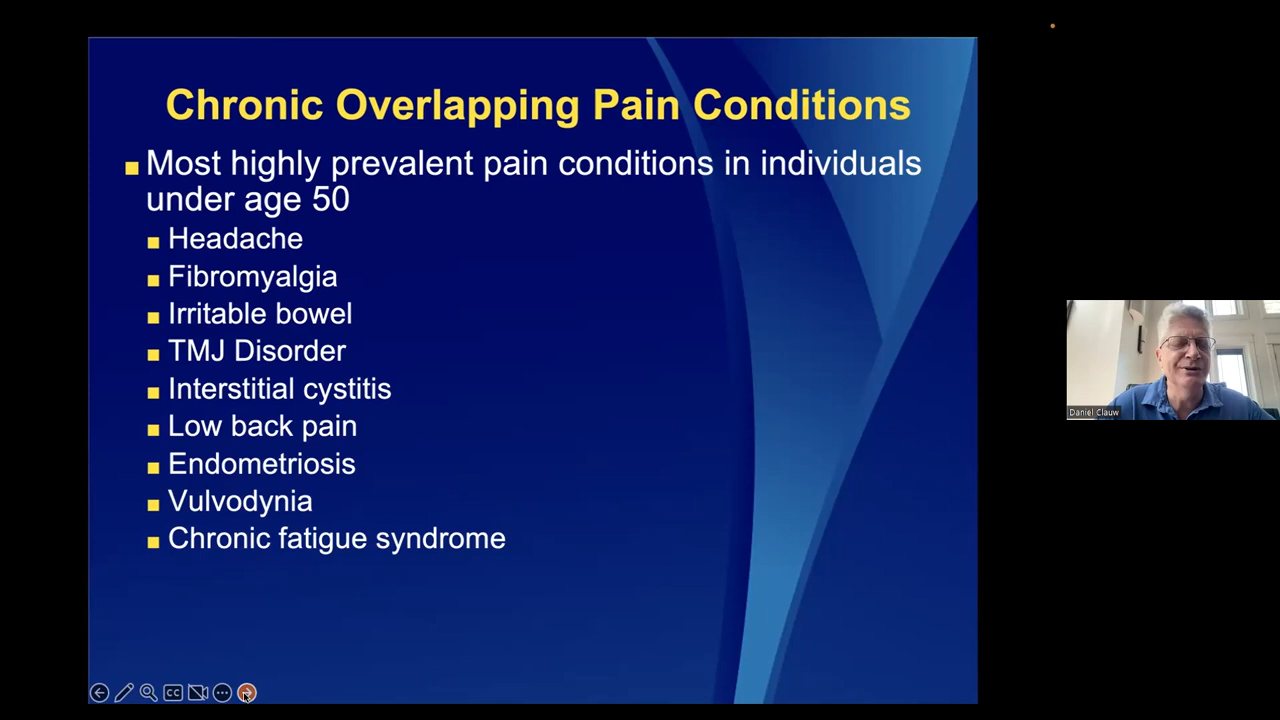 Chronic Overlapping Pain Conditions
Most highly prevalent pain conditions in individuals
under age 50
Headache
Fibromyalgia
Irritable bowel
TMJ Disorder
Interstitial cystitis
Low back pain
Endometriosis
Vulvodynia
Chronic fatigue syndrome
Daniel Clauw
CC